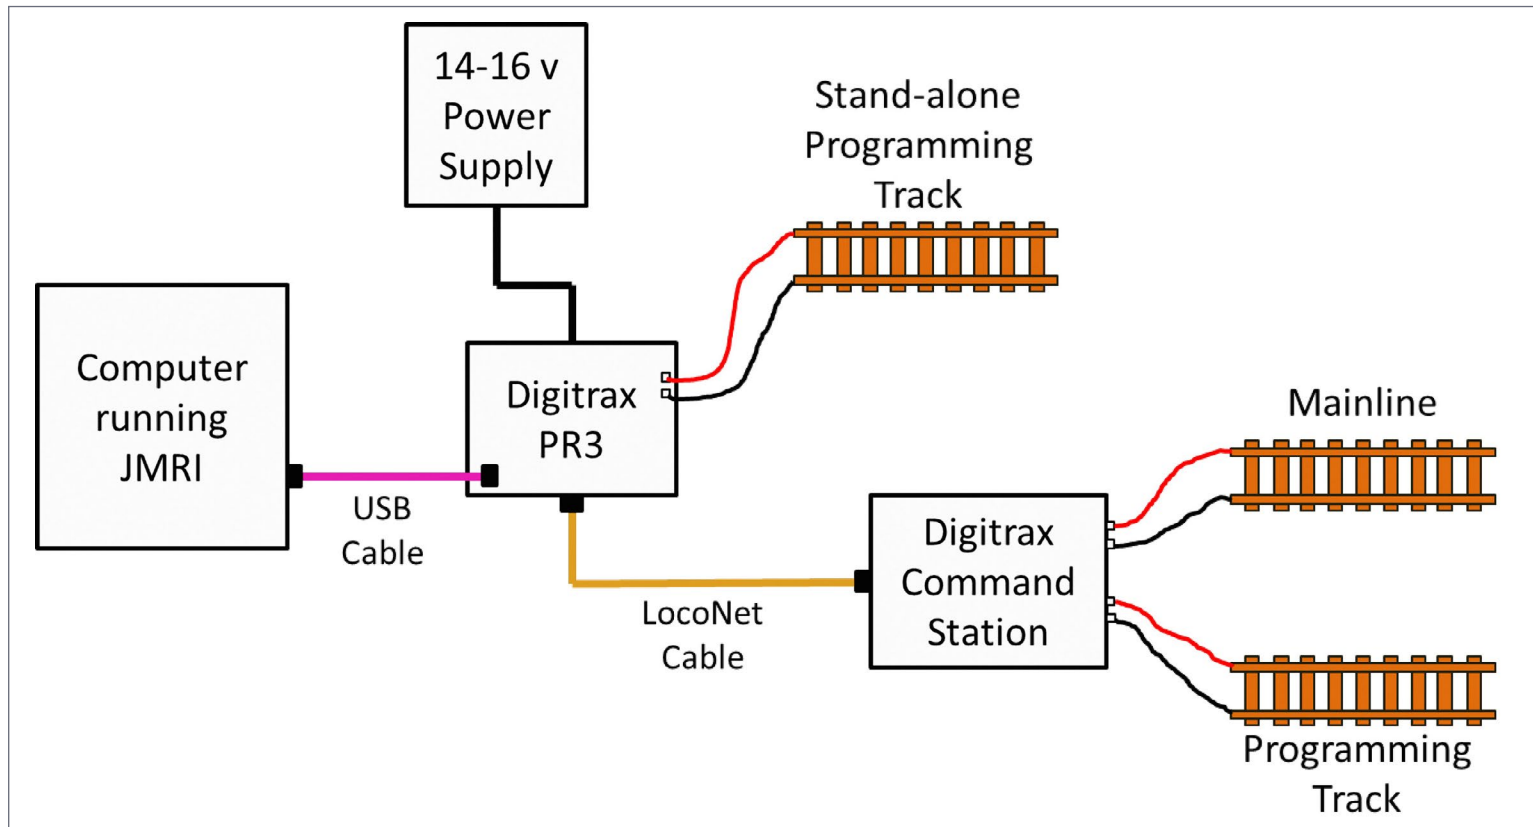 14-16 v
Power
Supply
Stand-alone
Programming
Track
Computer
running
JMRI
Digitrax
PR3
USB
Cable
LocoNet
Cable
Digitrax
Command
Station
Mainline
Programming
Track